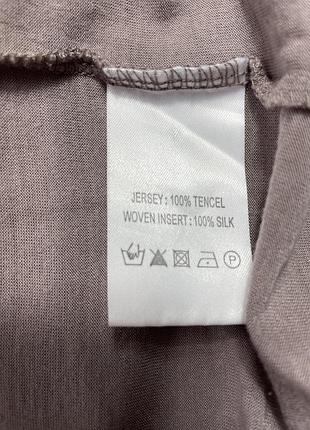 JERSEY: 100% TENCEL
WOVEN INSERT: 100% SILK
P